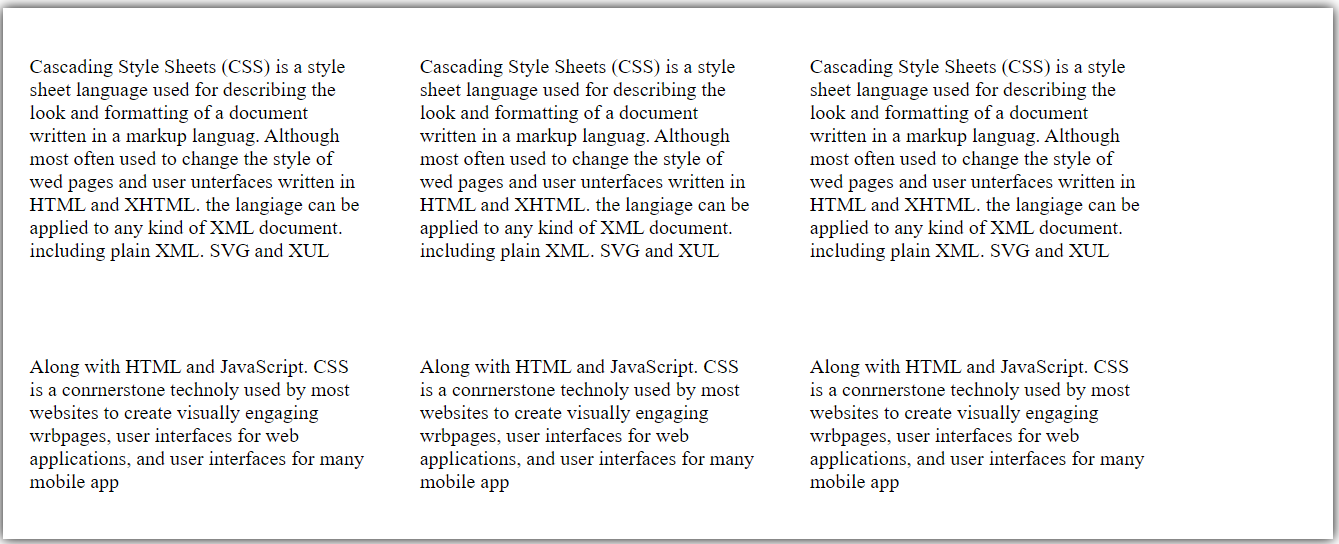 Cascading Style Sheets (CSS) is a style
sheet language used for describing the
look and formatting of a document
written in a markup languag. Although
most often used to change the style of
wed pages and user unterfaces written in
HTML and XHTML. the langiage can be
applied to any kind of XML document.
including plain XML. SVG and XUL
Cascading Style Sheets (CSS) is a style
sheet language used for describing the
look and formatting of a document
written in a markup languag. Although
most often used to change the style of
wed pages and user unterfaces written in
HTML and XHTML. the langiage can be
applied to any kind of XML document.
including plain XML. SVG and XUL
Cascading Style Sheets (CSS) is a style
sheet language used for describing the
look and formatting of a document
written in a markup languag. Although
most often used to change the style of
wed pages and user unterfaces written in
HTML and XHTML. the langiage can be
applied to any kind of XML document.
including plain XML. SVG and XUL
Along with HTML and JavaScript. CSS
is a conrnerstone technoly used by most
websites to create visually engaging
wrbpages, user interfaces for web
applications, and user interfaces for many
mobile app
Along with HTML and JavaScript. CSS
is a conrnerstone technoly used by most
websites to create visually engaging
wrbpages, user interfaces for web
applications, and user interfaces for many
mobile app
Along with HTML and JavaScript. CSS
is a conrnerstone technoly used by most
websites to create visually engaging
wrbpages, user interfaces for web
applications, and user interfaces for many
mobile app